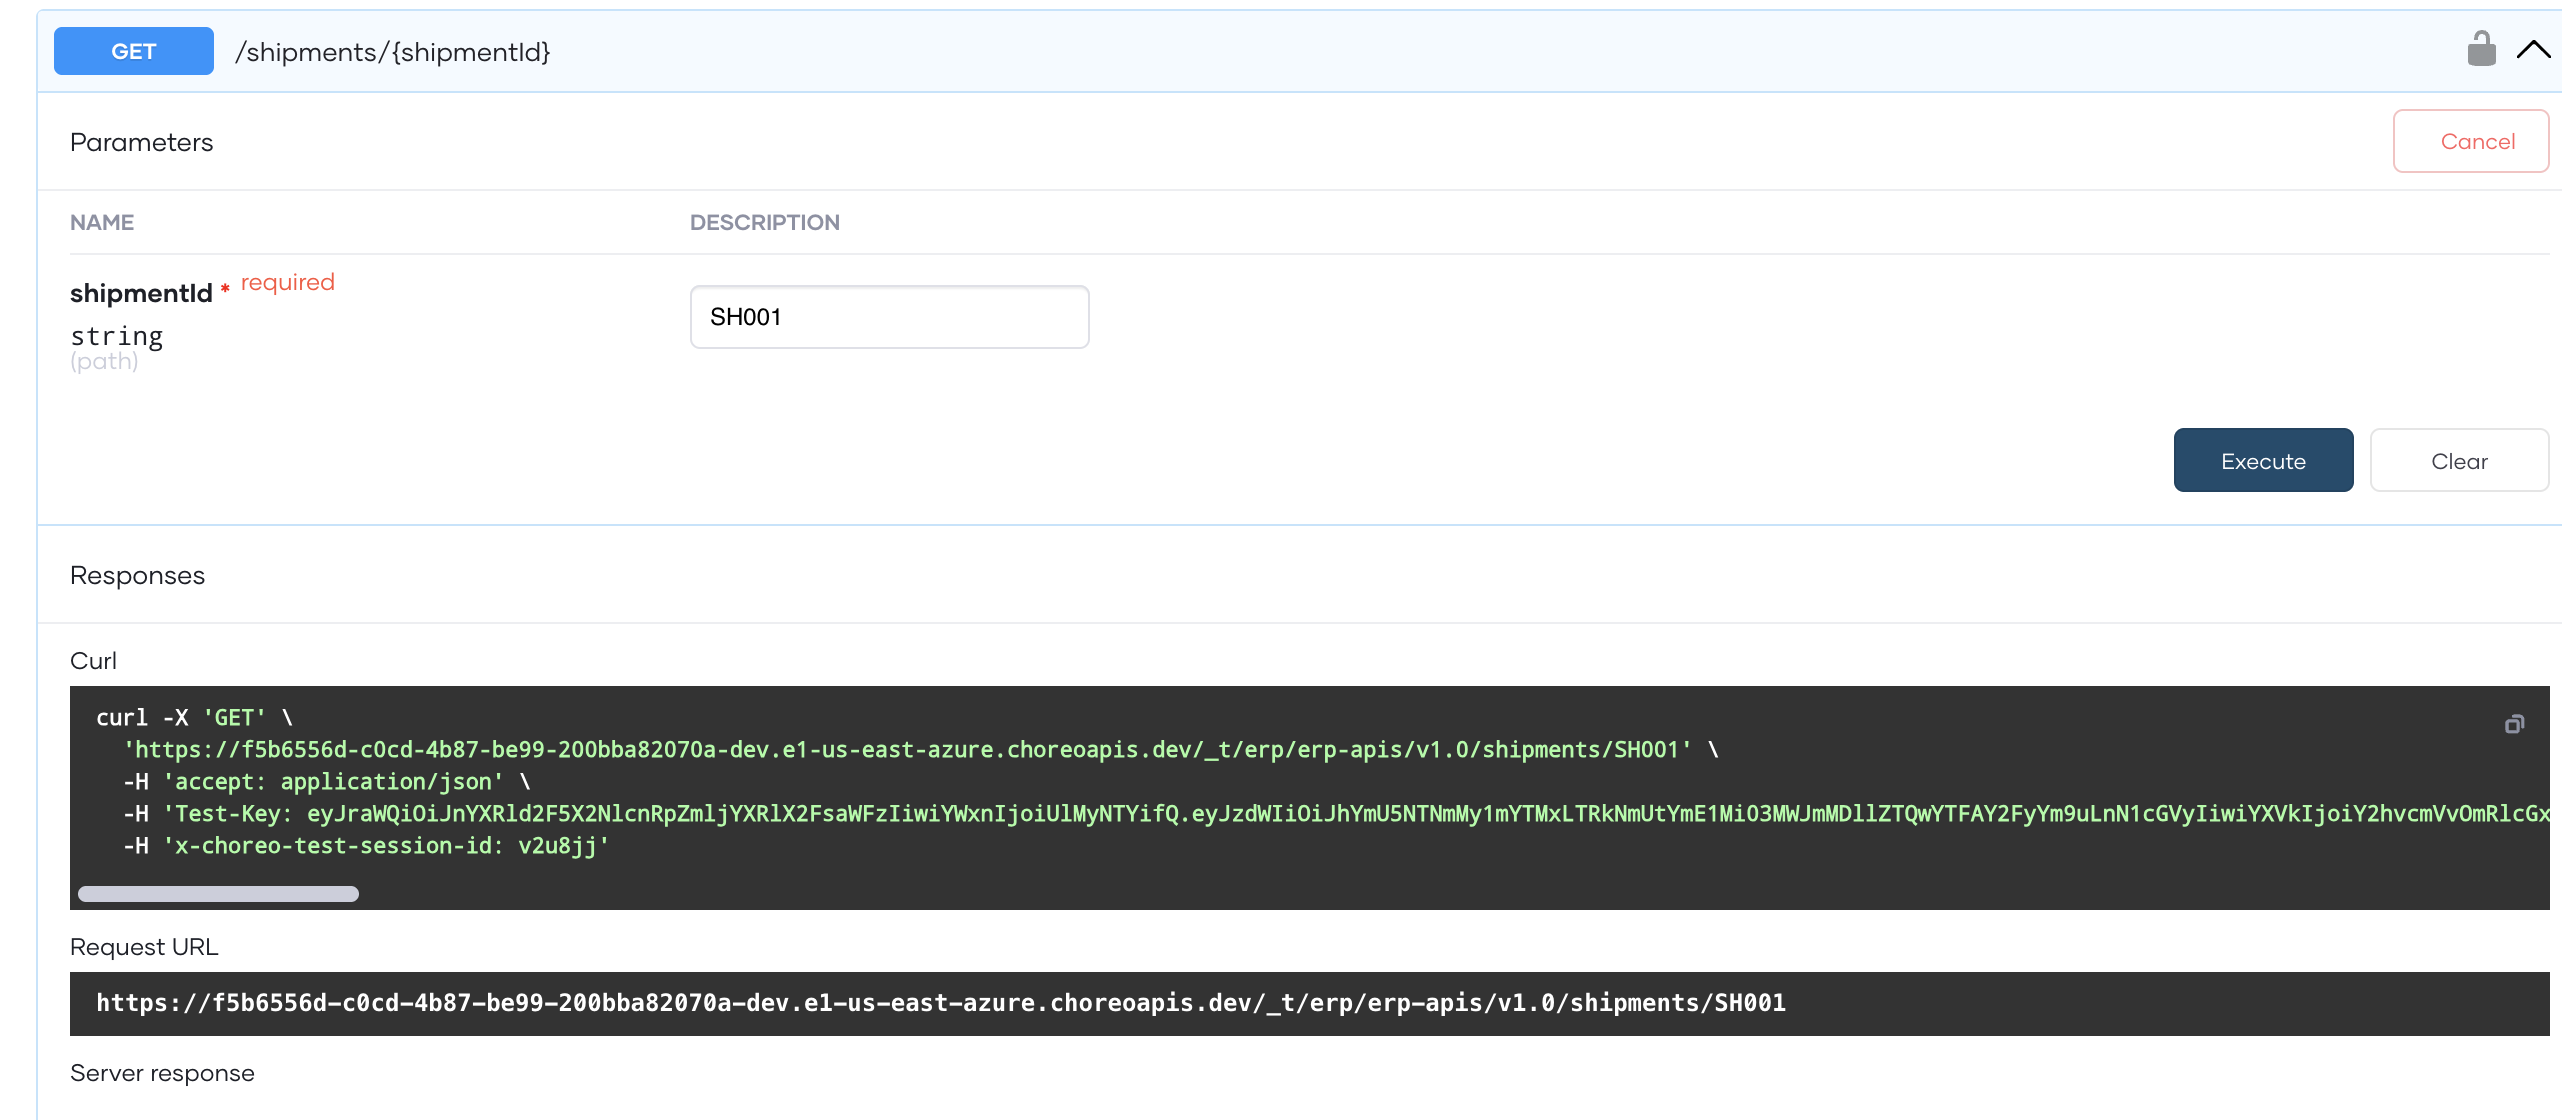 GET /shipments/{shipmentId}
Parameters
Cancel
NAME DESCRIPTION
shipmentId * required
SH001
string
(path)
Execute Clear
Responses
Curl
curl -X 'GET' \
'https://f5b6556d-c0cd-4b87-be99-200bba82070a-dev.e1-us-east-azure.choreoapis.dev/_t/erp/erp-apis/v1.0/shipments/SH001' \
-H 'accept: application/json' \
-H 'Test-Key: eyJraWQiOiJnYXRld2F5X2NlcnRpZmljYXRlX2FsaWFzIiwiYWxnIjoiUlMyNTYifQ.eyJzdWIiOiJhYmU5NTNmMy1mYTMxLTRkNmUtYmE1Mi03MWJmMDllZTQwYTFAY2FyYm9uLnN1cGVyIiwiYXVkIjoiY2hvcmVvOmRlcGx
-H 'x-choreo-test-session-id: v2u8jj'
Request URL
https://f5b6556d-c0cd-4b87-be99-200bba82070a-dev.e1-us-east-azure.choreoapis.dev/_t/erp/erp-apis/v1.0/shipments/SH001
Server response